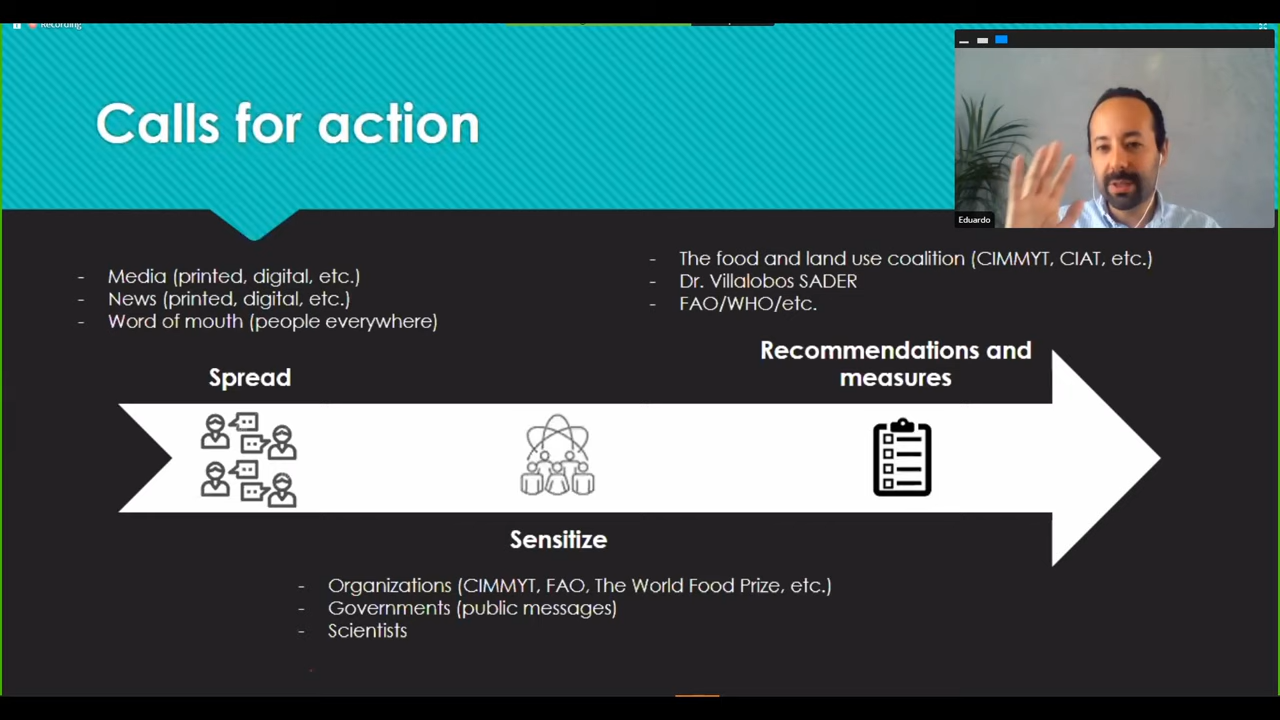 Recording
Calls for action
Eduardo
- Media (printed, digital, etc.)
- News (printed, digital, etc.)
- Word of mouth (people everywhere)
- The food and land use coalition (CIMMYT, CIAT, etc.)
- Dr. Villalobos SADER
- FAO/WHO/etc.
Spread
Recommendations and
measures
Sensitize
- Organizations (CIMMYT, FAO, The World Food Prize, etc.)
- Governments (public messages)
- Scientists